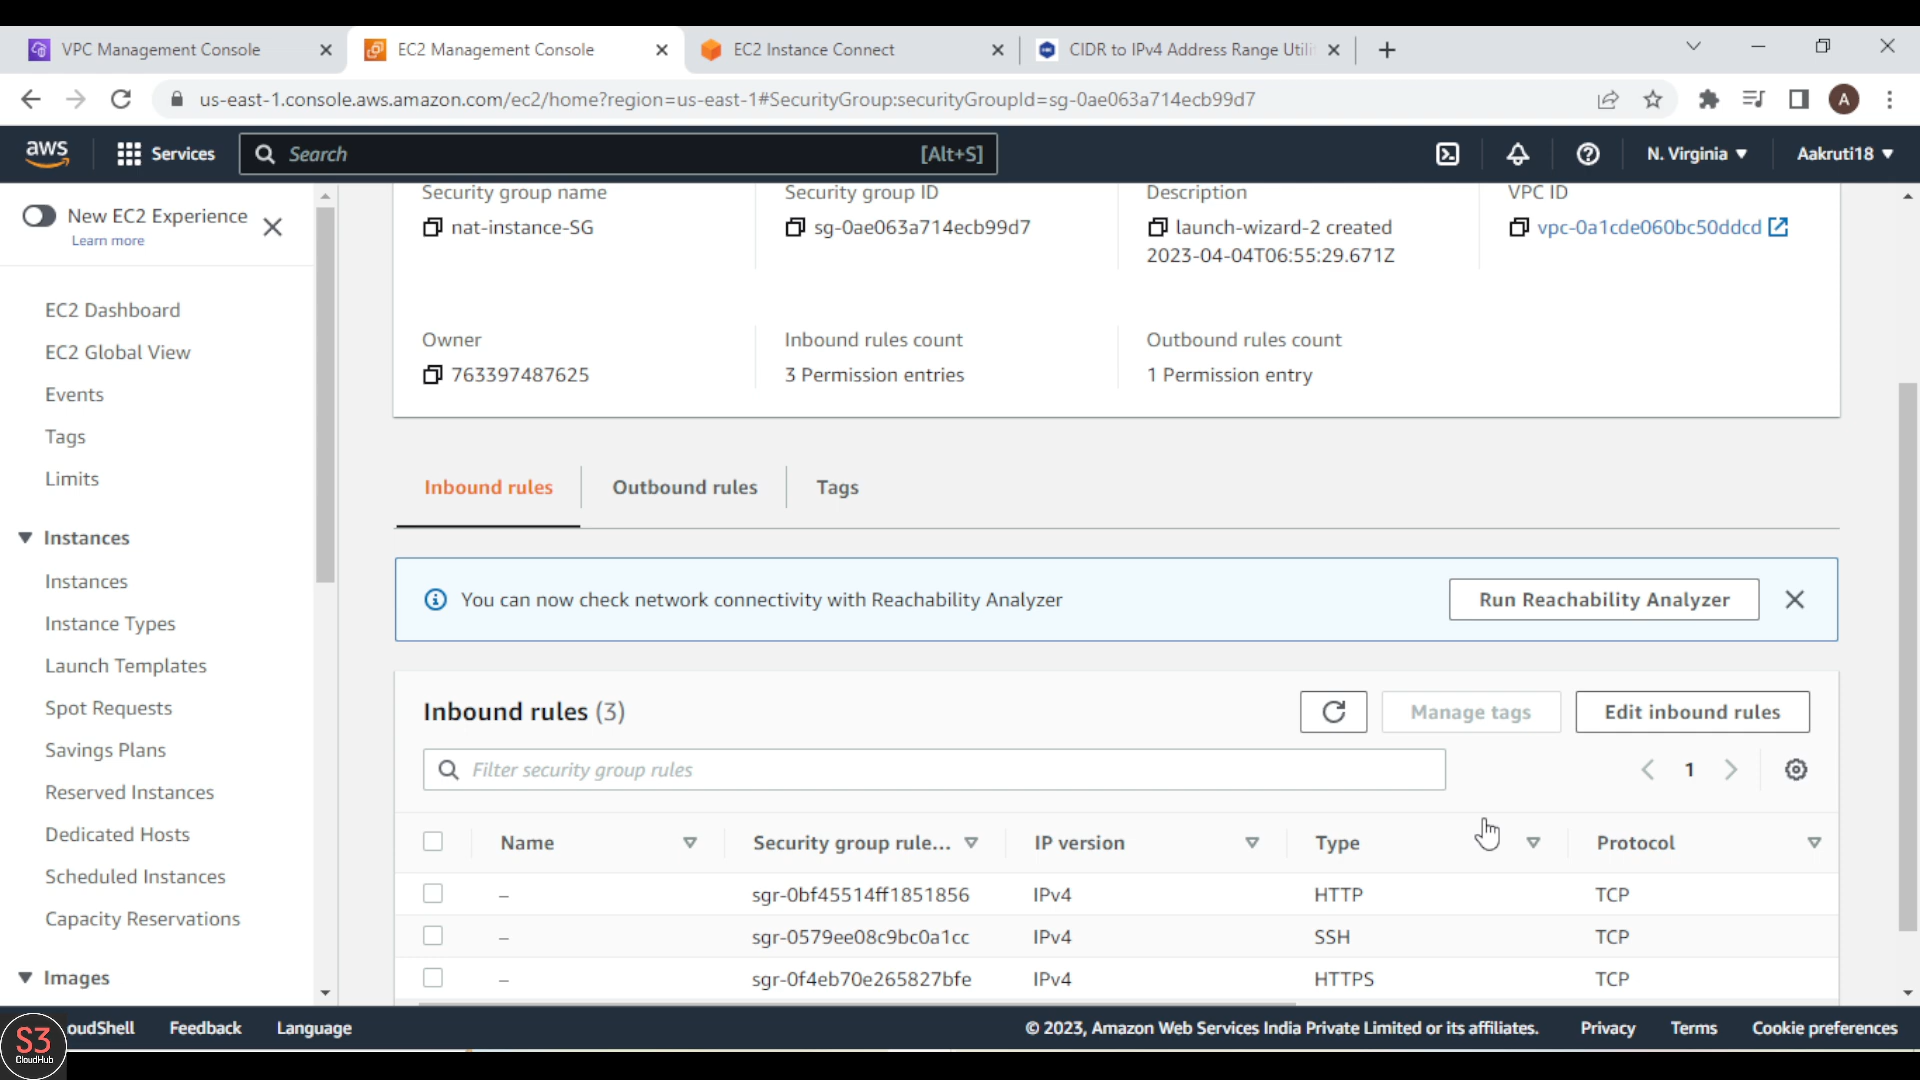 VPC Management Console
EC2 Management Console
EC2 Instance Connect
CIDR to IPv4 Address Range Utili
us-east-1.console.aws.amazon.com/ec2/home?region=us-east-1#SecurityGroup:securityGroupId=sg-0ae063a714ecb99d7
A
aws
Services
Search
[Alt+S]
N. Virginia
Aakruti18
New EC2 Experience
Learn more
EC2 Dashboard
EC2 Global View
Events
Tags
Limits
Instances
Instances
Instance Types
Launch Templates
Spot Requests
Savings Plans
Reserved Instances
Dedicated Hosts
Scheduled Instances
Capacity Reservations
Images
Security group name
nat-instance-SG
Security group ID
sg-0ae063a714ecb99d7
Description
launch-wizard-2 created
2023-04-04T06:55:29.671Z
VPC ID
vpc-0a1cde060bc50ddcd
Owner
763397487625
Inbound rules count
3 Permission entries
Outbound rules count
1 Permission entry
Inbound rules
Outbound rules
Tags
You can now check network connectivity with Reachability Analyzer
Run Reachability Analyzer
Inbound rules (3)
Manage tags
Edit inbound rules
Filter security group rules
1
Name Security group rule... IP version Type Protocol
– sgr-0bf45514ff1851856 IPv4 HTTP TCP
– sgr-0579ee08c9bc0a1cc IPv4 SSH TCP
– sgr-0f4eb70e265827bfe IPv4 HTTPS TCP
oudShell
Feedback
Language
© 2023, Amazon Web Services India Private Limited or its affiliates.
Privacy
Terms
Cookie preferences
S3
CloudHub